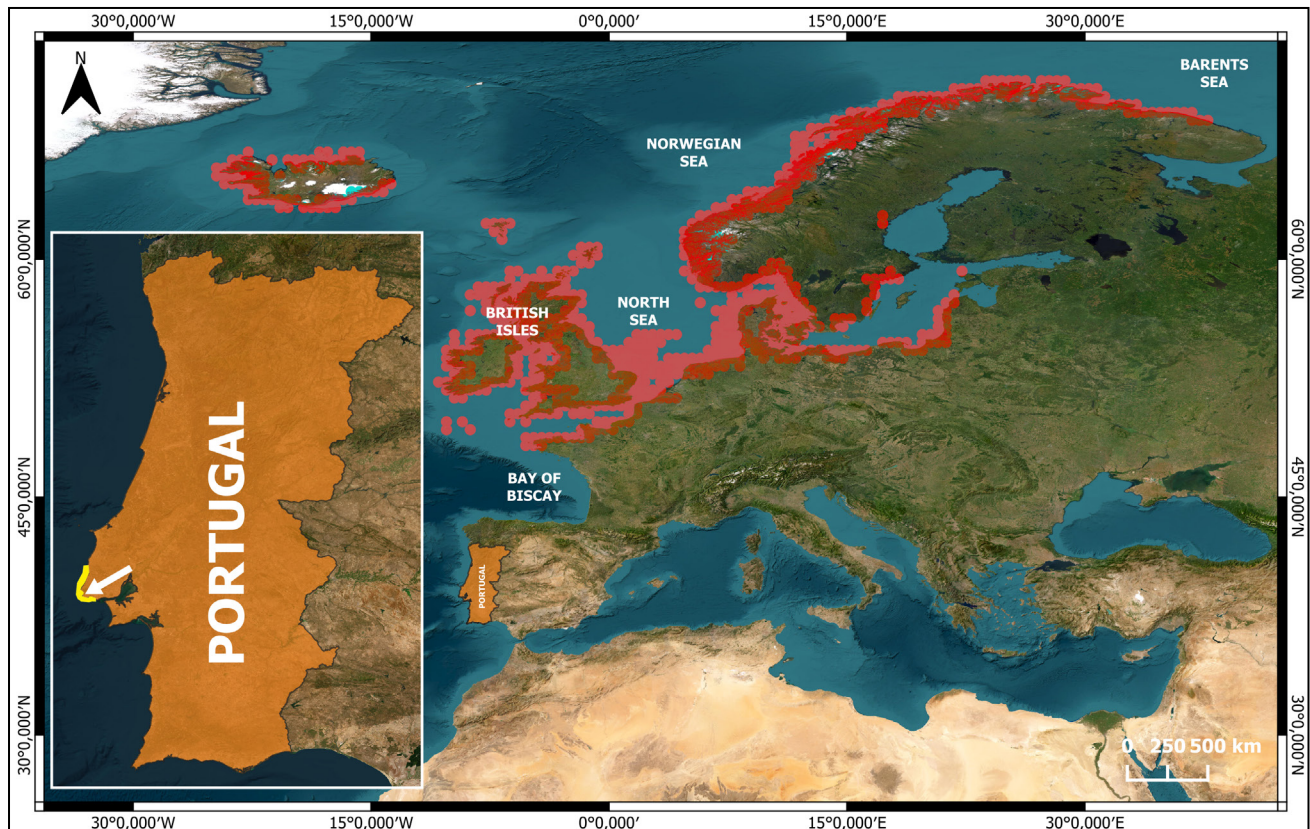 30°0,000'W
15°0,000'W
0°0,000'
15°0,000'E
30°0,000'E
N
BARENTS
SEA
NORWEGIAN
SEA
60°0,000'N
60°0,000'N
BRITISH
ISLES
NORTH
SEA
BAY OF
BISCAY
45°0,000'N
45°0,000'N
PORTUGAL
PORTUGAL
30°0,000'N
30°0,000'N
0 250 500 km
30°0,000'W
15°0,000'W
0°0,000'
15°0,000'E
30°0,000'E